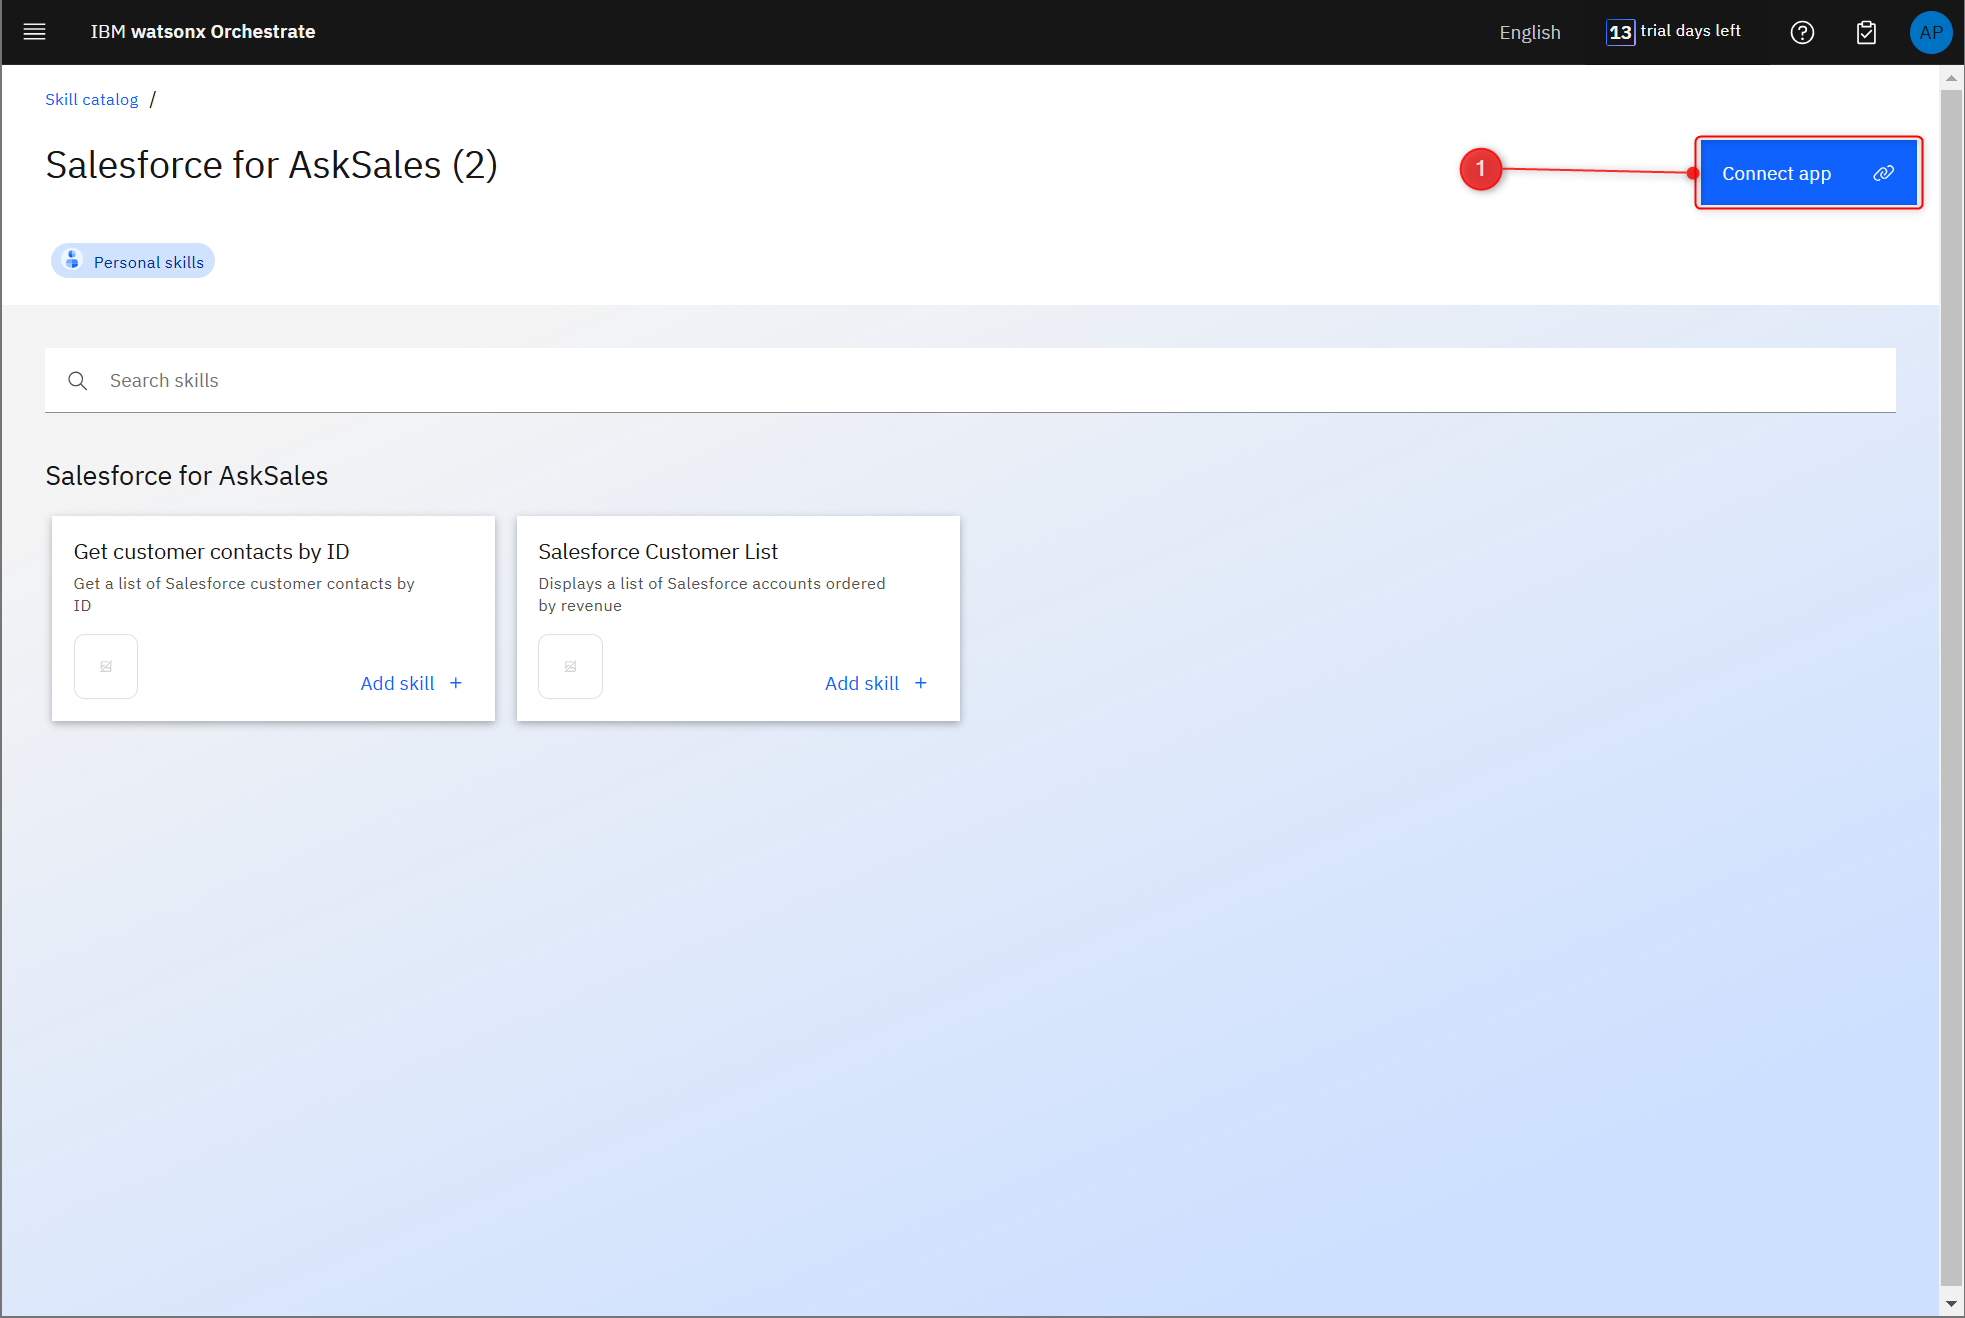 IBM watsonx Orchestrate
English
13 trial days left
AP
Skill catalog /
Salesforce for AskSales (2)
1
Connect app
Personal skills
Search skills
Salesforce for AskSales
Get customer contacts by ID
Get a list of Salesforce customer contacts by
ID
Add skill +
Salesforce Customer List
Displays a list of Salesforce accounts ordered
by revenue
Add skill +